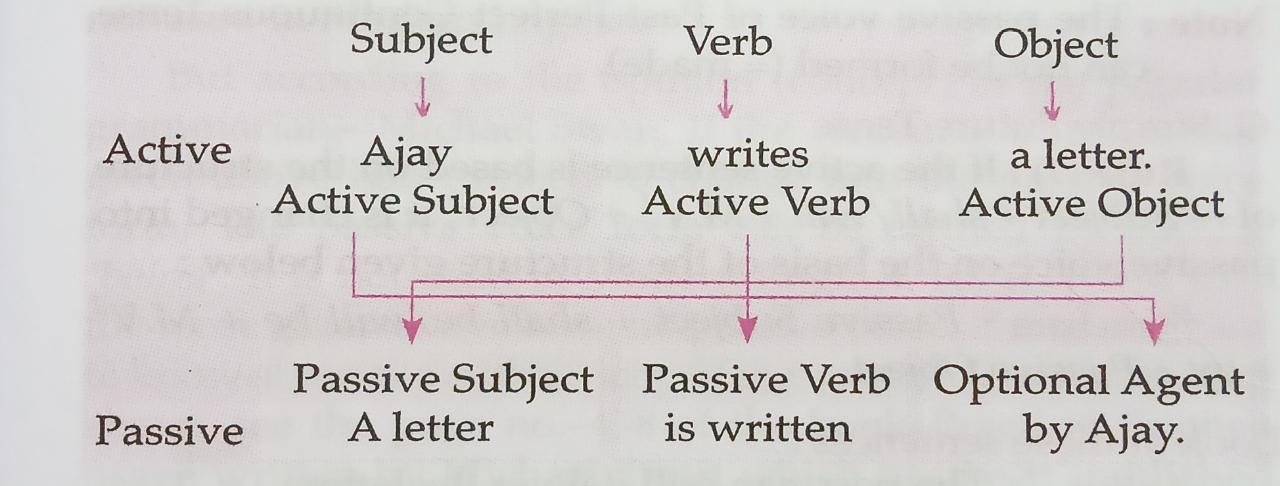 Subject Verb Object
Active Ajay writes a letter.
Active Subject Active Verb Active Object
Passive Subject Passive Verb Optional Agent
Passive A letter is written by Ajay.